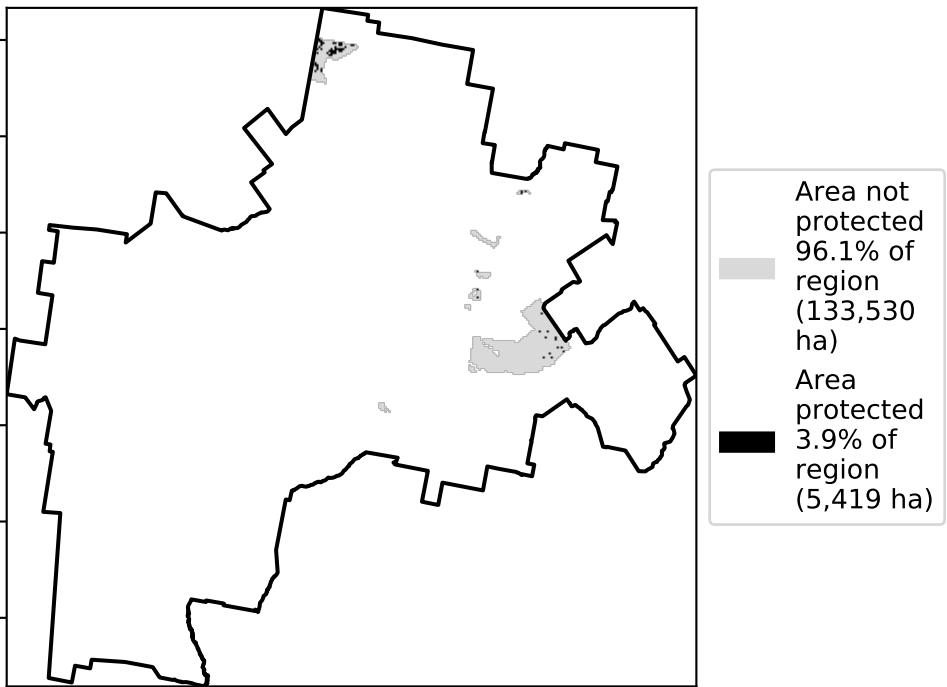 Area not
protected
96.1% of
region
(133,530
ha)
Area
protected
3.9% of
region
(5,419 ha)